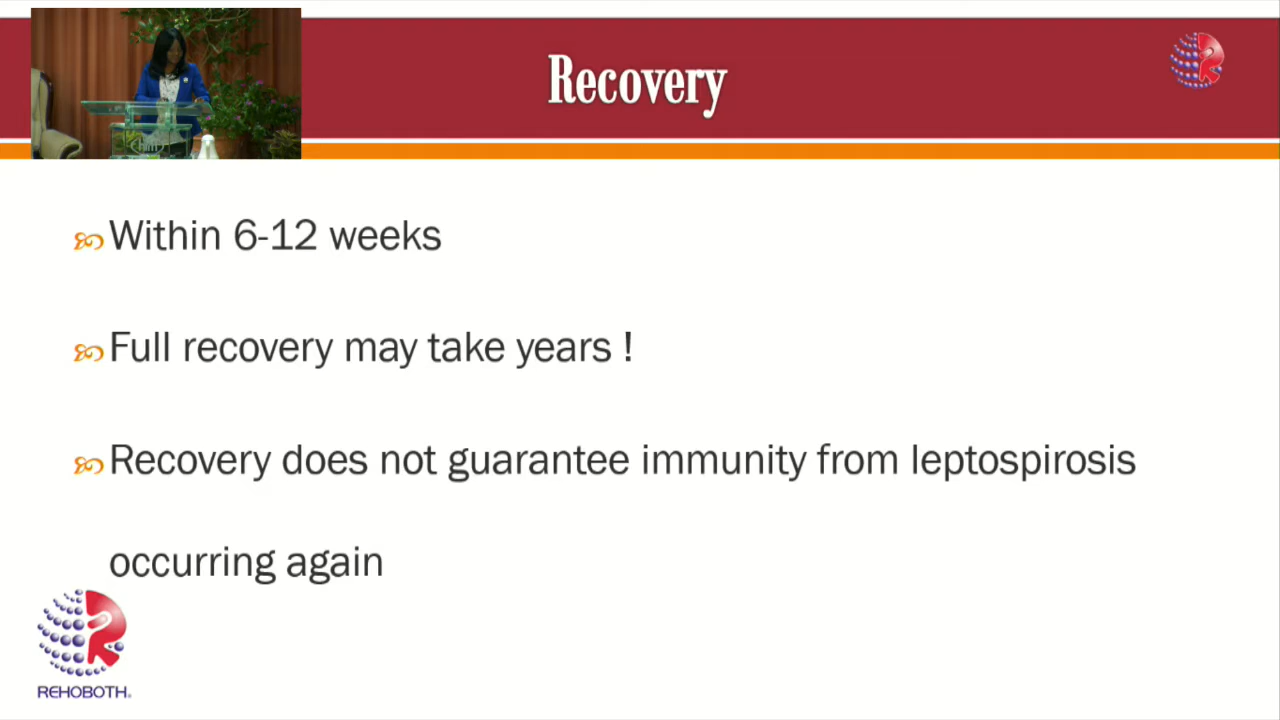 Recovery
Within 6-12 weeks
Full recovery may take years !
Recovery does not guarantee immunity from leptospirosis
occurring again
REHOBOTH®